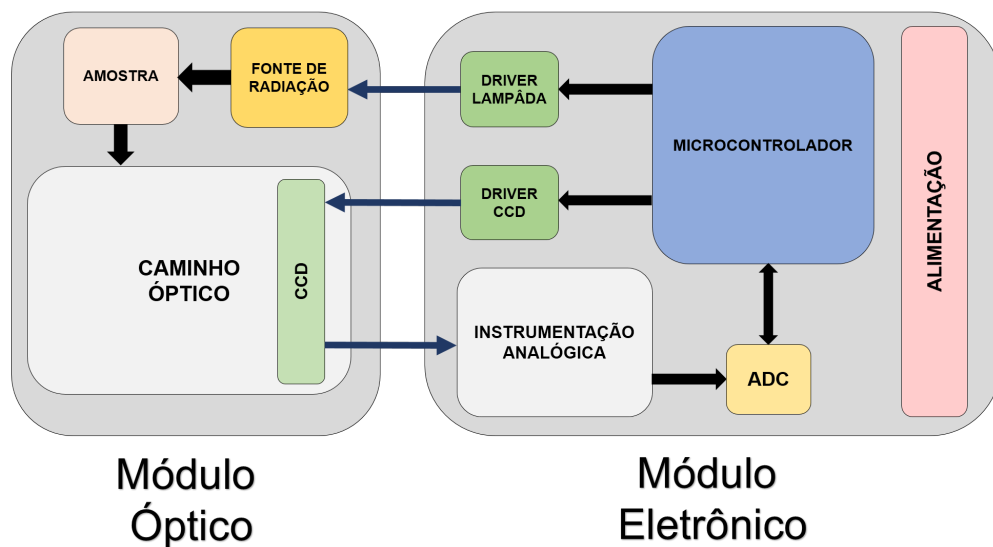 AMOSTRA
FONTE DE
RADIAÇÃO
CAMINHO
ÓPTICO
CCD
Módulo
Óptico
DRIVER
LAMPÂDA
DRIVER
CCD
MICROCONTROLADOR
INSTRUMENTAÇÃO
ANALÓGICA
ADC
ALIMENTAÇÃO
Módulo
Eletrônico